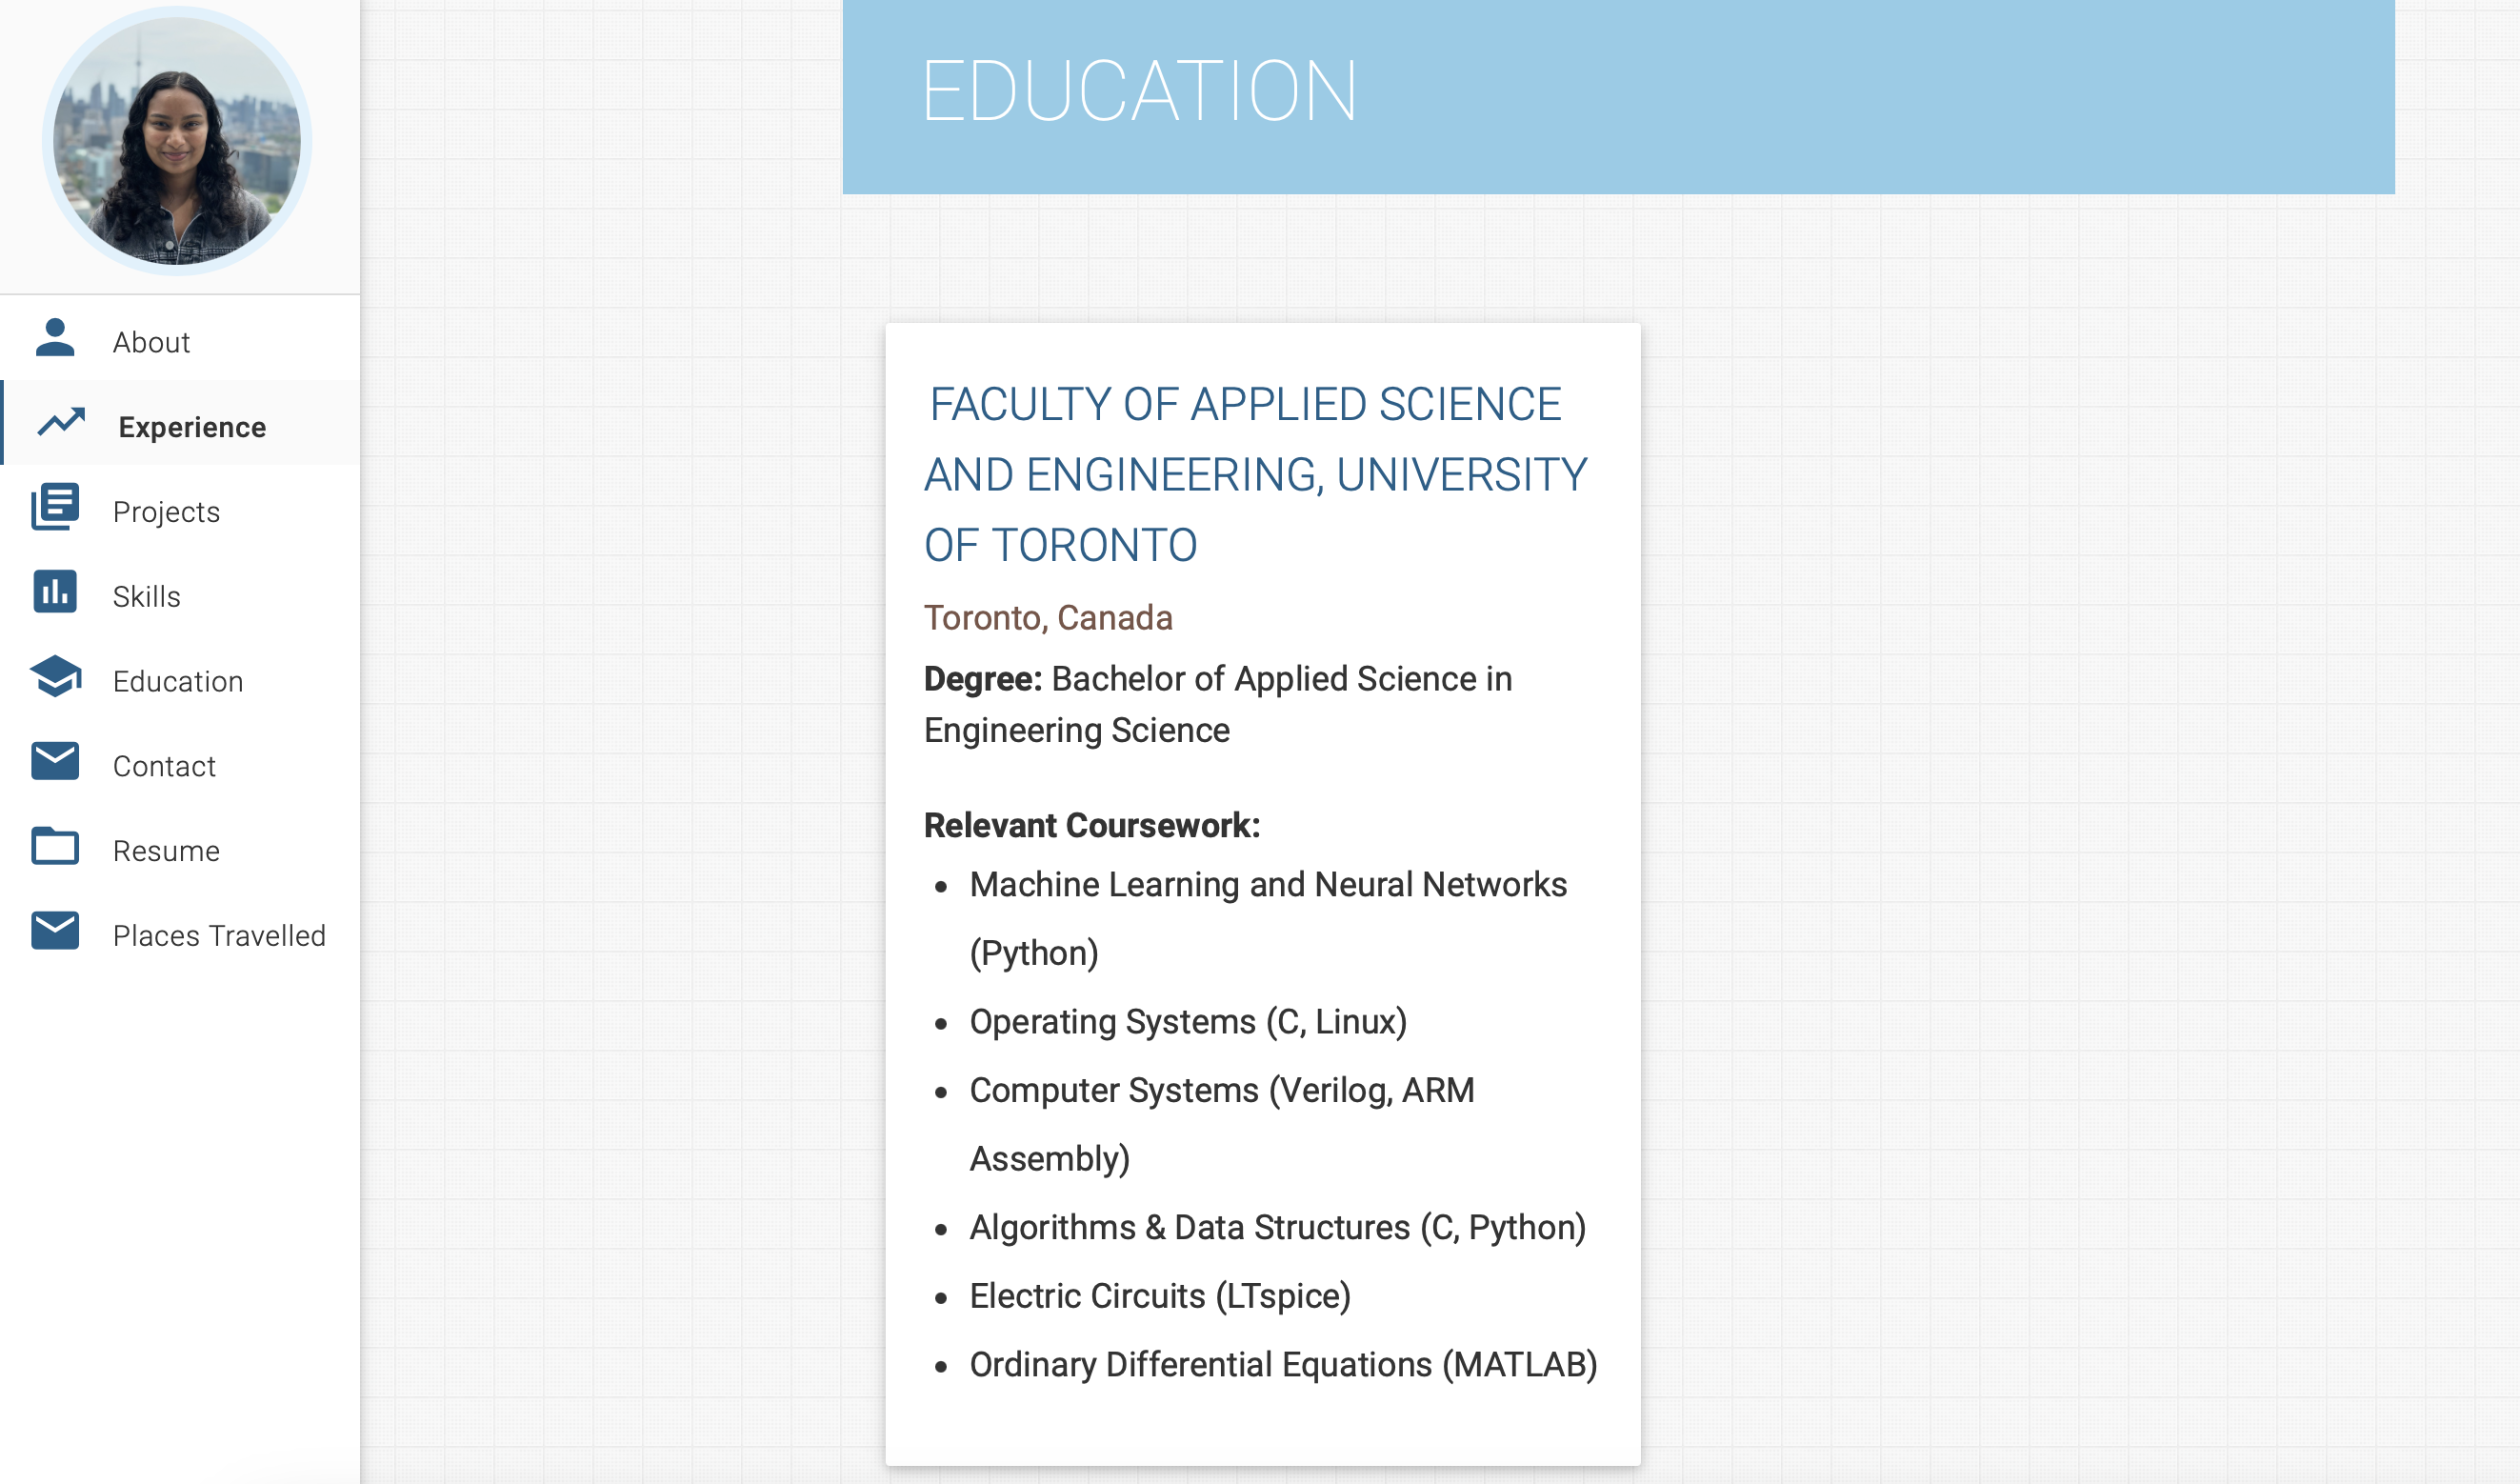 About
Experience
Projects
Skills
Education
Contact
Resume
Places Travelled
EDUCATION
FACULTY OF APPLIED SCIENCE
AND ENGINEERING, UNIVERSITY
OF TORONTO
Toronto, Canada
Degree: Bachelor of Applied Science in
Engineering Science
Relevant Coursework:
• Machine Learning and Neural Networks
(Python)
• Operating Systems (C, Linux)
• Computer Systems (Verilog, ARM
Assembly)
• Algorithms & Data Structures (C, Python)
• Electric Circuits (LTspice)
• Ordinary Differential Equations (MATLAB)